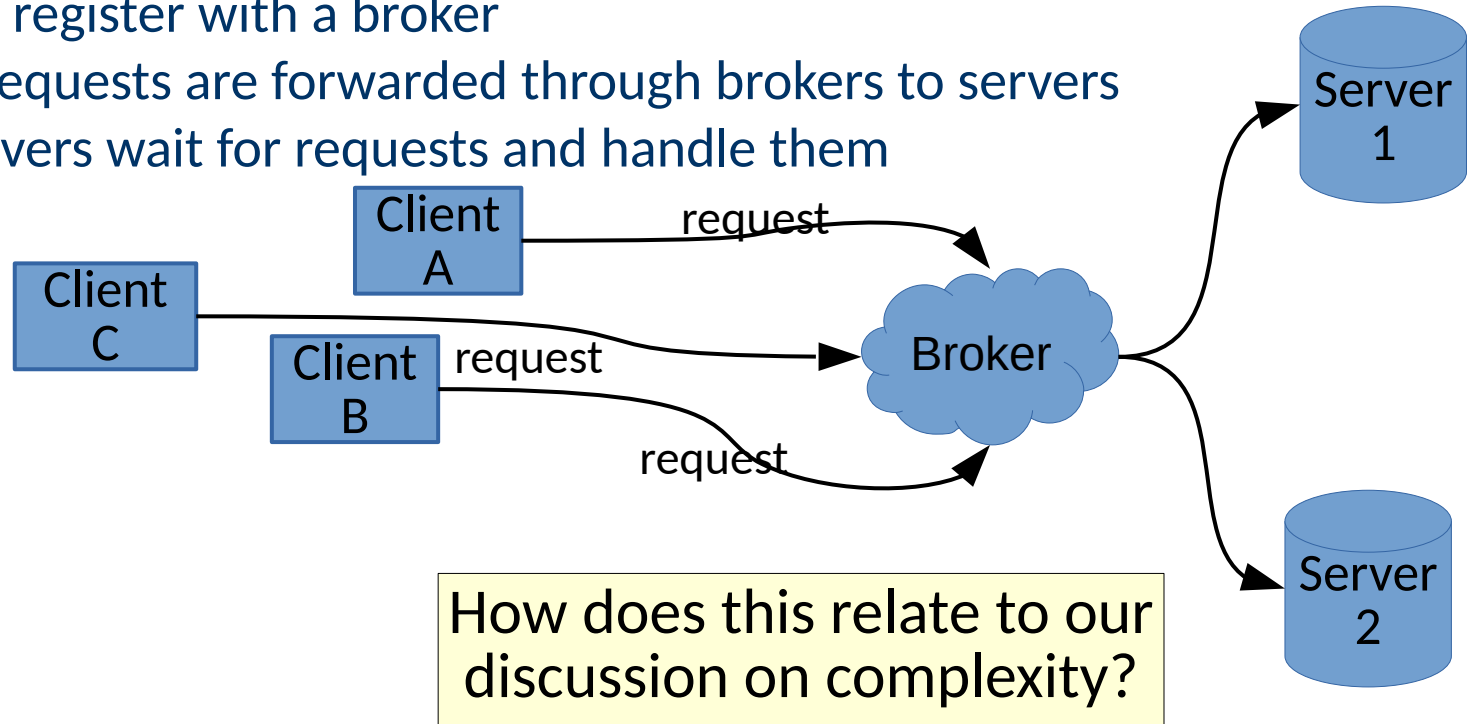 register with a broker
equests are forwarded through brokers to servers
vers wait for requests and handle them
Server
1
Client
A
request
Client
C
Client
B
request
Broker
request
Server
2
How does this relate to our
discussion on complexity?